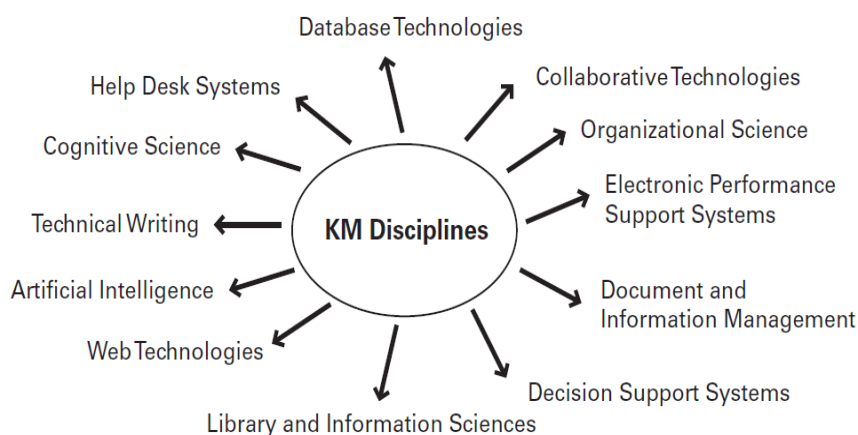 Database Technologies
Collaborative Technologies
Help Desk Systems
Organizational Science
Cognitive Science
Electronic Performance
Support Systems
Technical Writing
KM Disciplines
Artificial Intelligence
Document and
Information Management
Web Technologies
Decision Support Systems
Library and Information Sciences